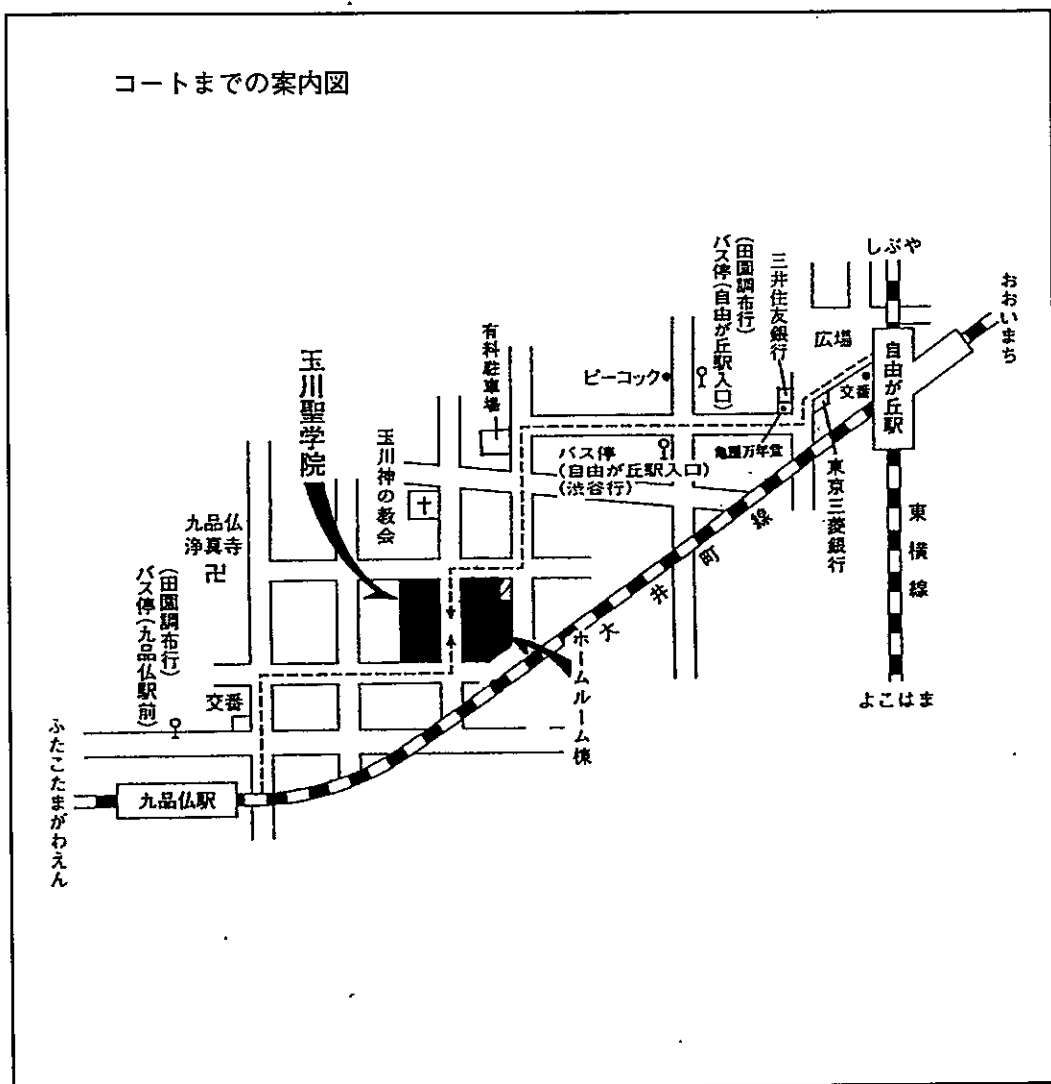 コートまでの案内図
しぶや
おおいまち
自由が丘駅
広場
交番
三井住友銀行
バス停(自由が丘駅入口)
(田園調布行)
ピーコック
亀屋万年堂
東京三菱銀行
東横線
よこはま
有料駐車場
バス停
(自由が丘駅入口)
(渋谷行)
玉川聖学院
玉川神の教会
九品仏
浄真寺
卍
大井町線
ホームルーム棟
バス停(九品仏駅前)
(田園調布行)
交番
九品仏駅
ふたこたまがわえん